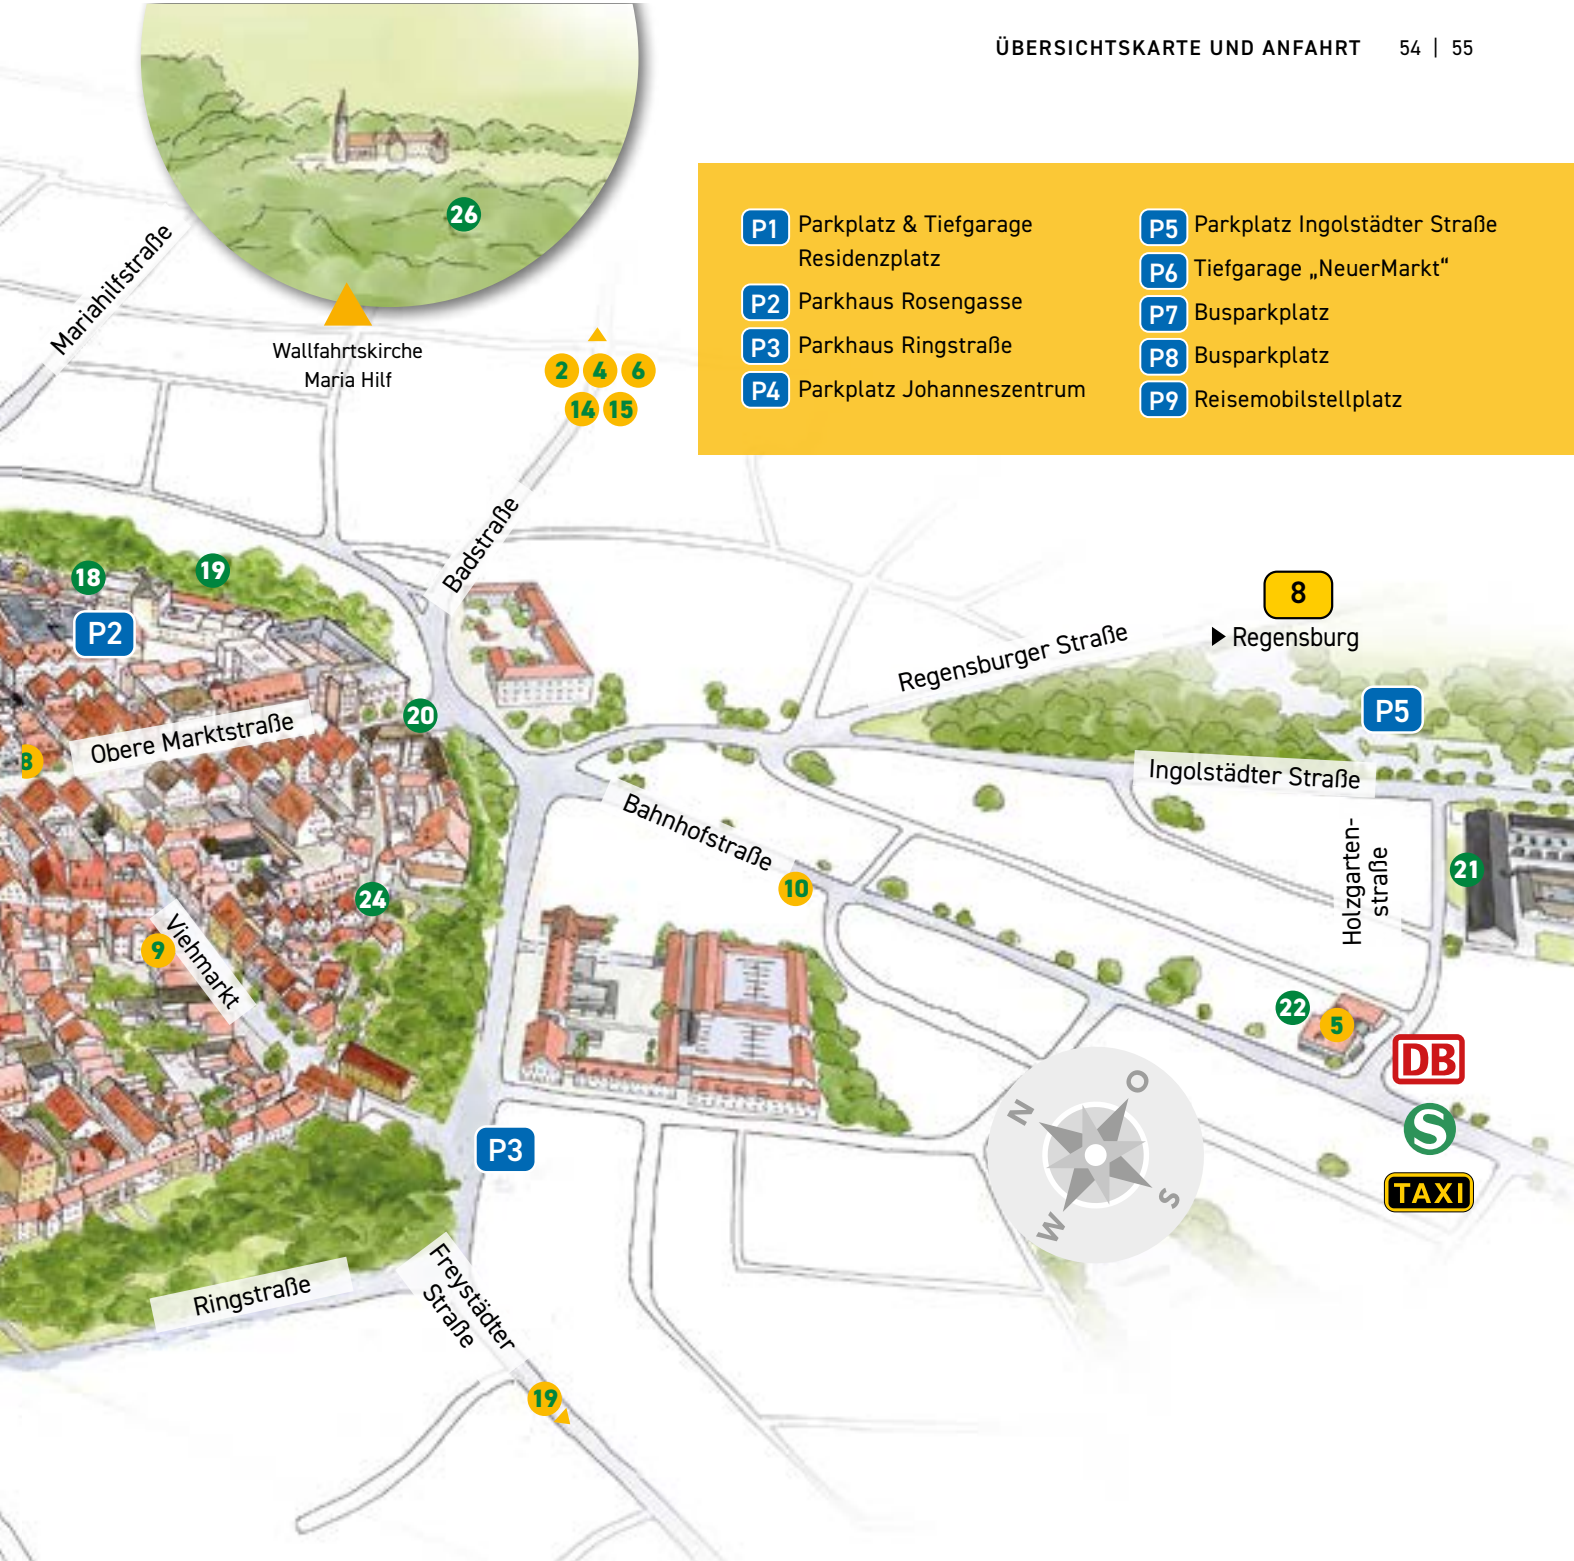 ÜBERSICHTSKARTE UND ANFAHRT 54 | 55
P1 Parkplatz & Tiefgarage
Residenzplatz
P2 Parkhaus Rosengasse
P3 Parkhaus Ringstraße
P4 Parkplatz Johanneszentrum
P5 Parkplatz Ingolstädter Straße
P6 Tiefgarage „NeuerMarkt“
P7 Busparkplatz
P8 Busparkplatz
P9 Reisemobilstellplatz
26
Mariahilfstraße
Wallfahrtskirche
Maria Hilf
2 4 6
14 15
Badstraße
18
19
P2
8
Regensburg
Regensburger Straße
P5
20
Obere Marktstraße
8
Ingolstädter Straße
Bahnhofstraße
10
Holzgarten-
straße
21
24
Viehmarkt
9
22
5
DB
S
TAXI
N
O
S
W
P3
Ringstraße
Freystädter
Straße
19